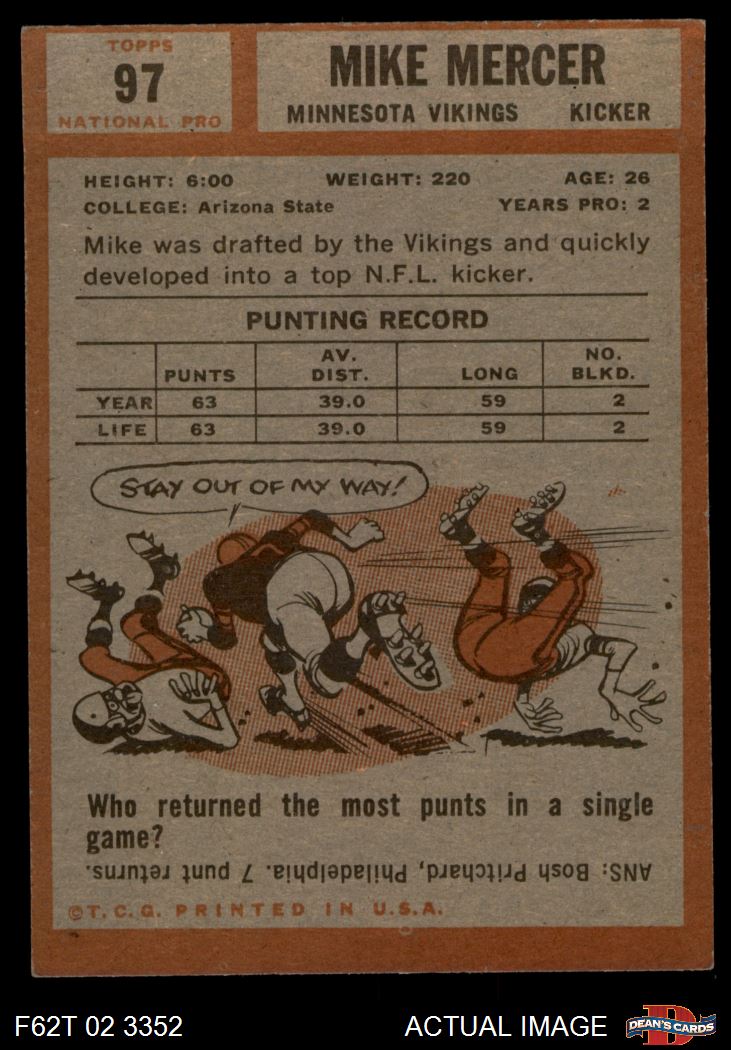 TOPPS
97
NATIONAL PRO
MIKE MERCER
MINNESOTA VIKINGS KICKER
HEIGHT: 6:00 WEIGHT: 220 AGE: 26
COLLEGE: Arizona State YEARS PRO: 2
Mike was drafted by the Vikings and quickly
developed into a top N.F.L. kicker.
PUNTING RECORD
PUNTS AV. DIST. LONG NO. BLKD.
YEAR 63 39.0 59 2
LIFE 63 39.0 59 2
STAY OUT OF MY WAY!
Who returned the most punts in a single
game?
ANS: Bosh Pritchard, Philadelphia. 7 punt returns.
©T.C.G. PRINTED IN U.S.A.
F62T 02 3352 ACTUAL IMAGE D DEAN'S CARDS